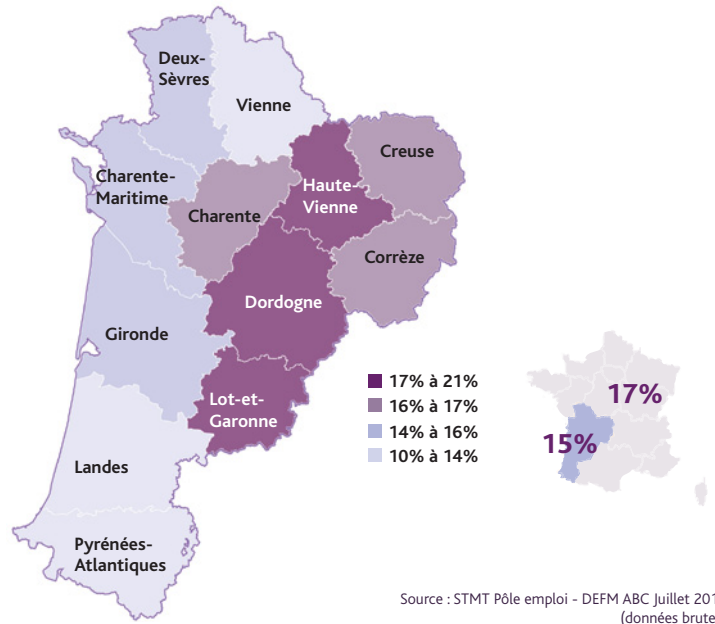 Deux-
Sèvres
Vienne
Creuse
Charente-
Maritime
Haute-
Vienne
Charente
Corrèze
Dordogne
Gironde
Lot-et-
Garonne
Landes
Pyrénées-
Atlantiques
17% à 21%
16% à 17%
14% à 16%
10% à 14%
17%
15%
Source : STMT Pôle emploi - DEFM ABC Juillet
(données